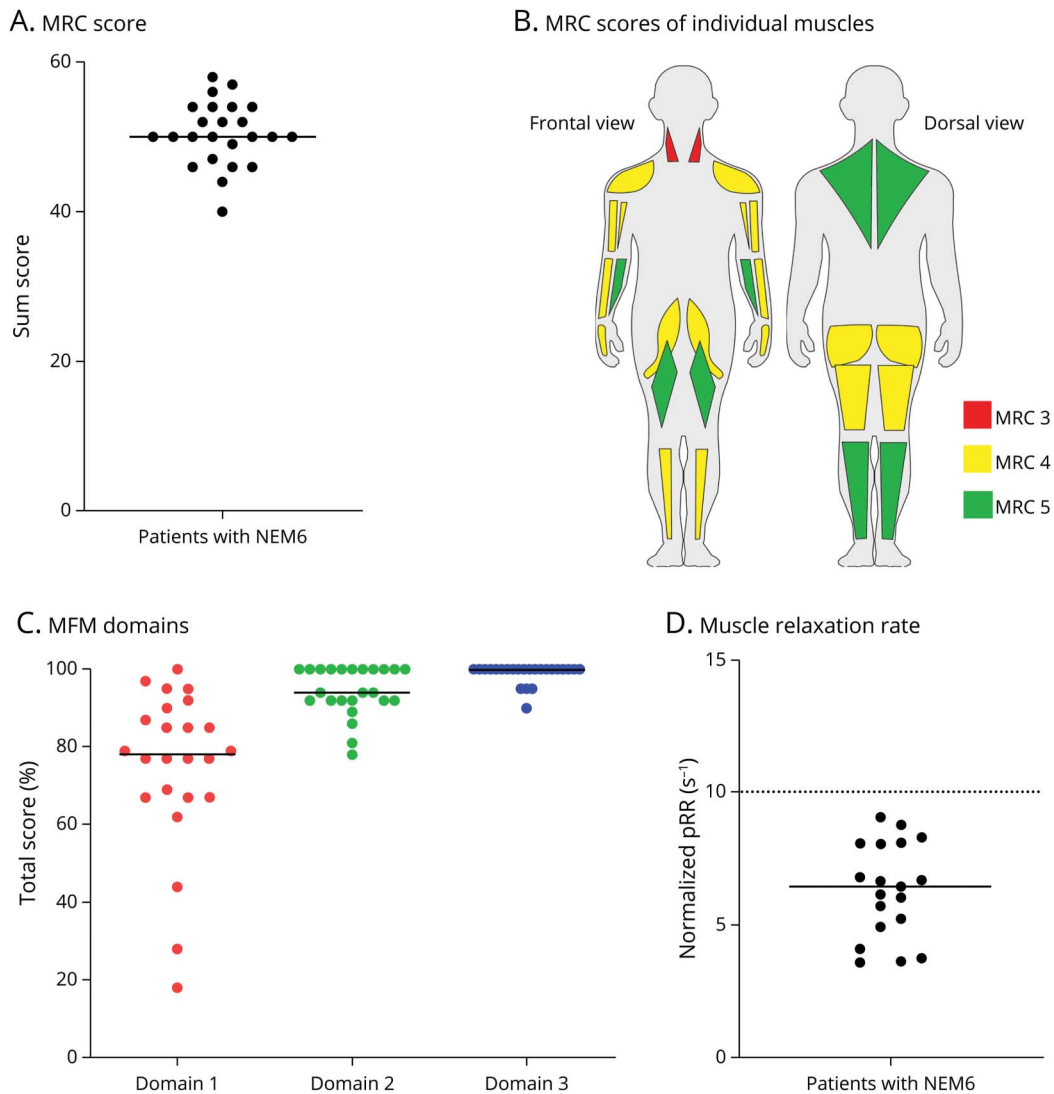 A. MRC score
60
40
20
0
Sum score
Patients with NEM6
B. MRC scores of individual muscles
Frontal view
Dorsal view
MRC 3
MRC 4
MRC 5
C. MFM domains
100
80
60
40
20
0
Total score (%)
Domain 1
Domain 2
Domain 3
D. Muscle relaxation rate
15
10
5
0
Normalized pRR (s⁻¹)
Patients with NEM6